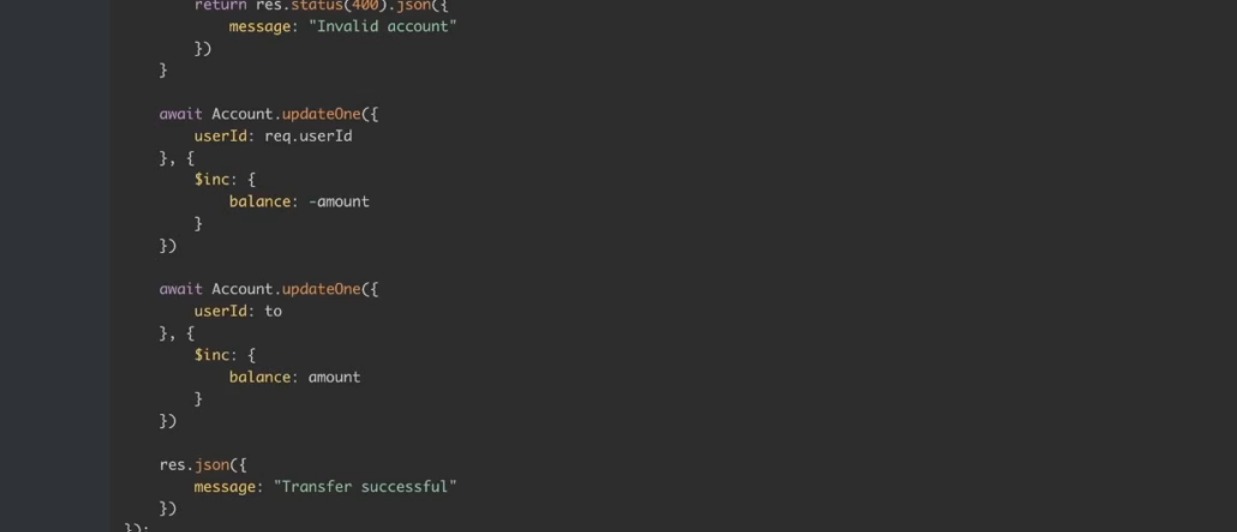 return res.status(400).json({
message: "Invalid account"
})
}
await Account.updateOne({
userId: req.userId
}, {
$inc: {
balance: -amount
}
})
await Account.updateOne({
userId: to
}, {
$inc: {
balance: amount
}
})
res.json({
message: "Transfer successful"
})
});